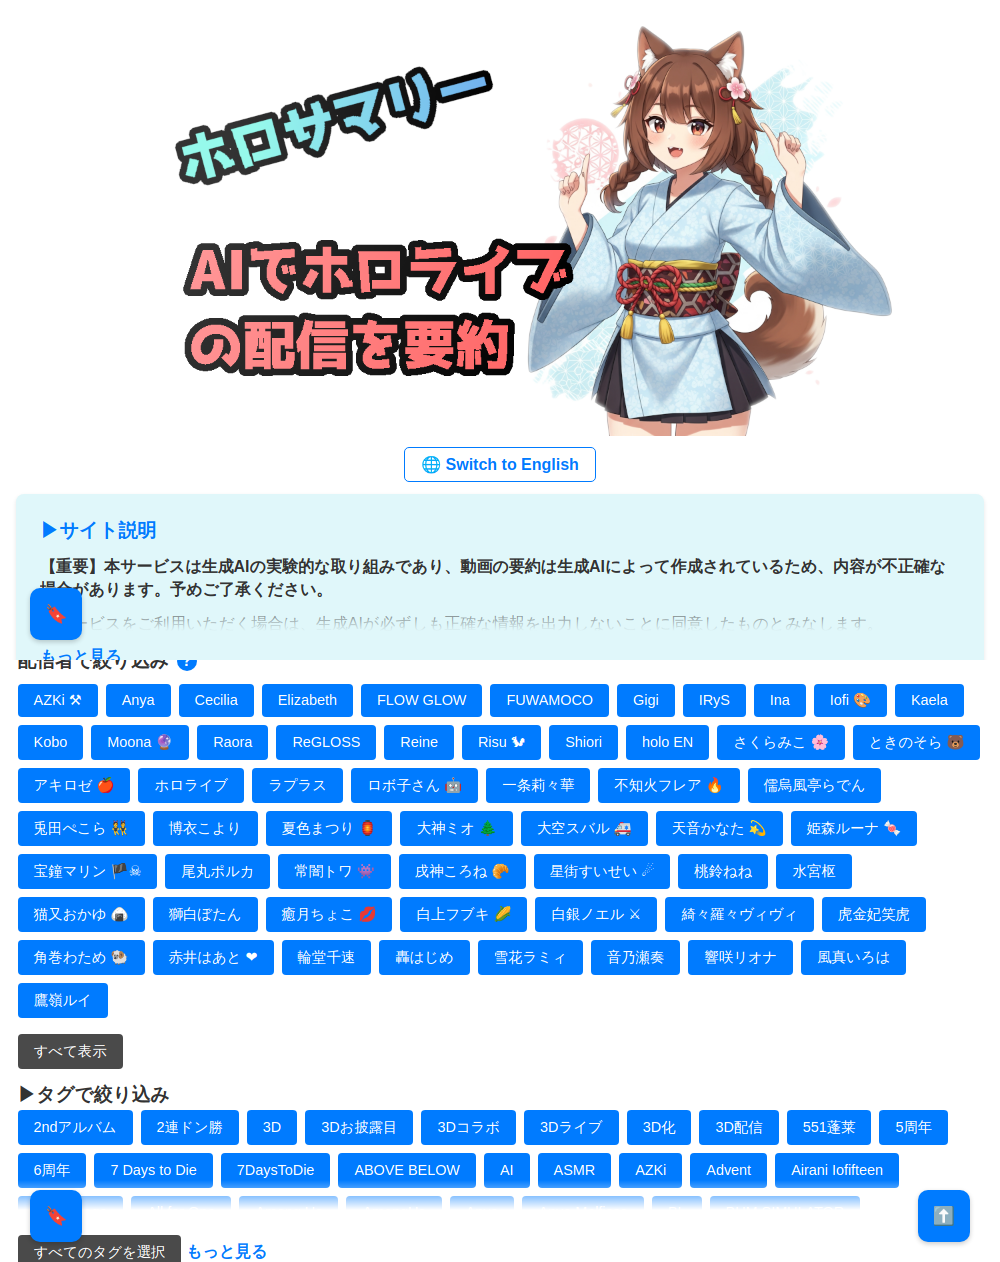 ホロサマリー
AIでホロライブ
の配信を要約
🌐 Switch to English
▶サイト説明
【重要】本サービスは生成AIの実験的な取り組みであり、動画の要約は生成AIによって作成されているため、内容が不正確な
場合があります。予めご了承ください。
ービスをご利用いただく場合は、生成AIが必ずしも正確な情報を出力しないことに同意したものとみなします。
もっと見る
配信者で絞り込み ?
AZKi ⚒ Anya Cecilia Elizabeth FLOW GLOW FUWAMOCO Gigi IRyS Ina Iofi 🎨 Kaela
Kobo Moona 🔮 Raora ReGLOSS Reine Risu 🐿 Shiori holo EN さくらみこ 🌸 ときのそら 🐻
アキロゼ 🍎 ホロライブ ラプラス ロボ子さん 🤖 一条莉々華 不知火フレア 🔥 儒烏風亭らでん
兎田ぺこら 👯 博衣こより 夏色まつり 🏮 大神ミオ 🌲 大空スバル 🚑 天音かなた 💫 姫森ルーナ 🍬
宝鐘マリン 🏴‍☠ 尾丸ポルカ 常闇トワ 👾 戌神ころね 🥐 星街すいせい ☄ 桃鈴ねね 水宮枢
猫又おかゆ 🍙 獅白ぼたん 癒月ちょこ 💋 白上フブキ 🌽 白銀ノエル ⚔ 綺々羅々ヴィヴィ 虎金妃笑虎
角巻わため 🐏 赤井はあと ❤ 輪堂千速 轟はじめ 雪花ラミィ 音乃瀬奏 響咲リオナ 風真いろは
鷹嶺ルイ
すべて表示
▶タグで絞り込み
2ndアルバム 2連ドン勝 3D 3Dお披露目 3Dコラボ 3Dライブ 3D化 3D配信 551蓬莱 5周年
6周年 7 Days to Die 7DaysToDie ABOVE BELOW AI ASMR AZKi Advent Airani Iofifteen
すべてのタグを選択 もっと見る